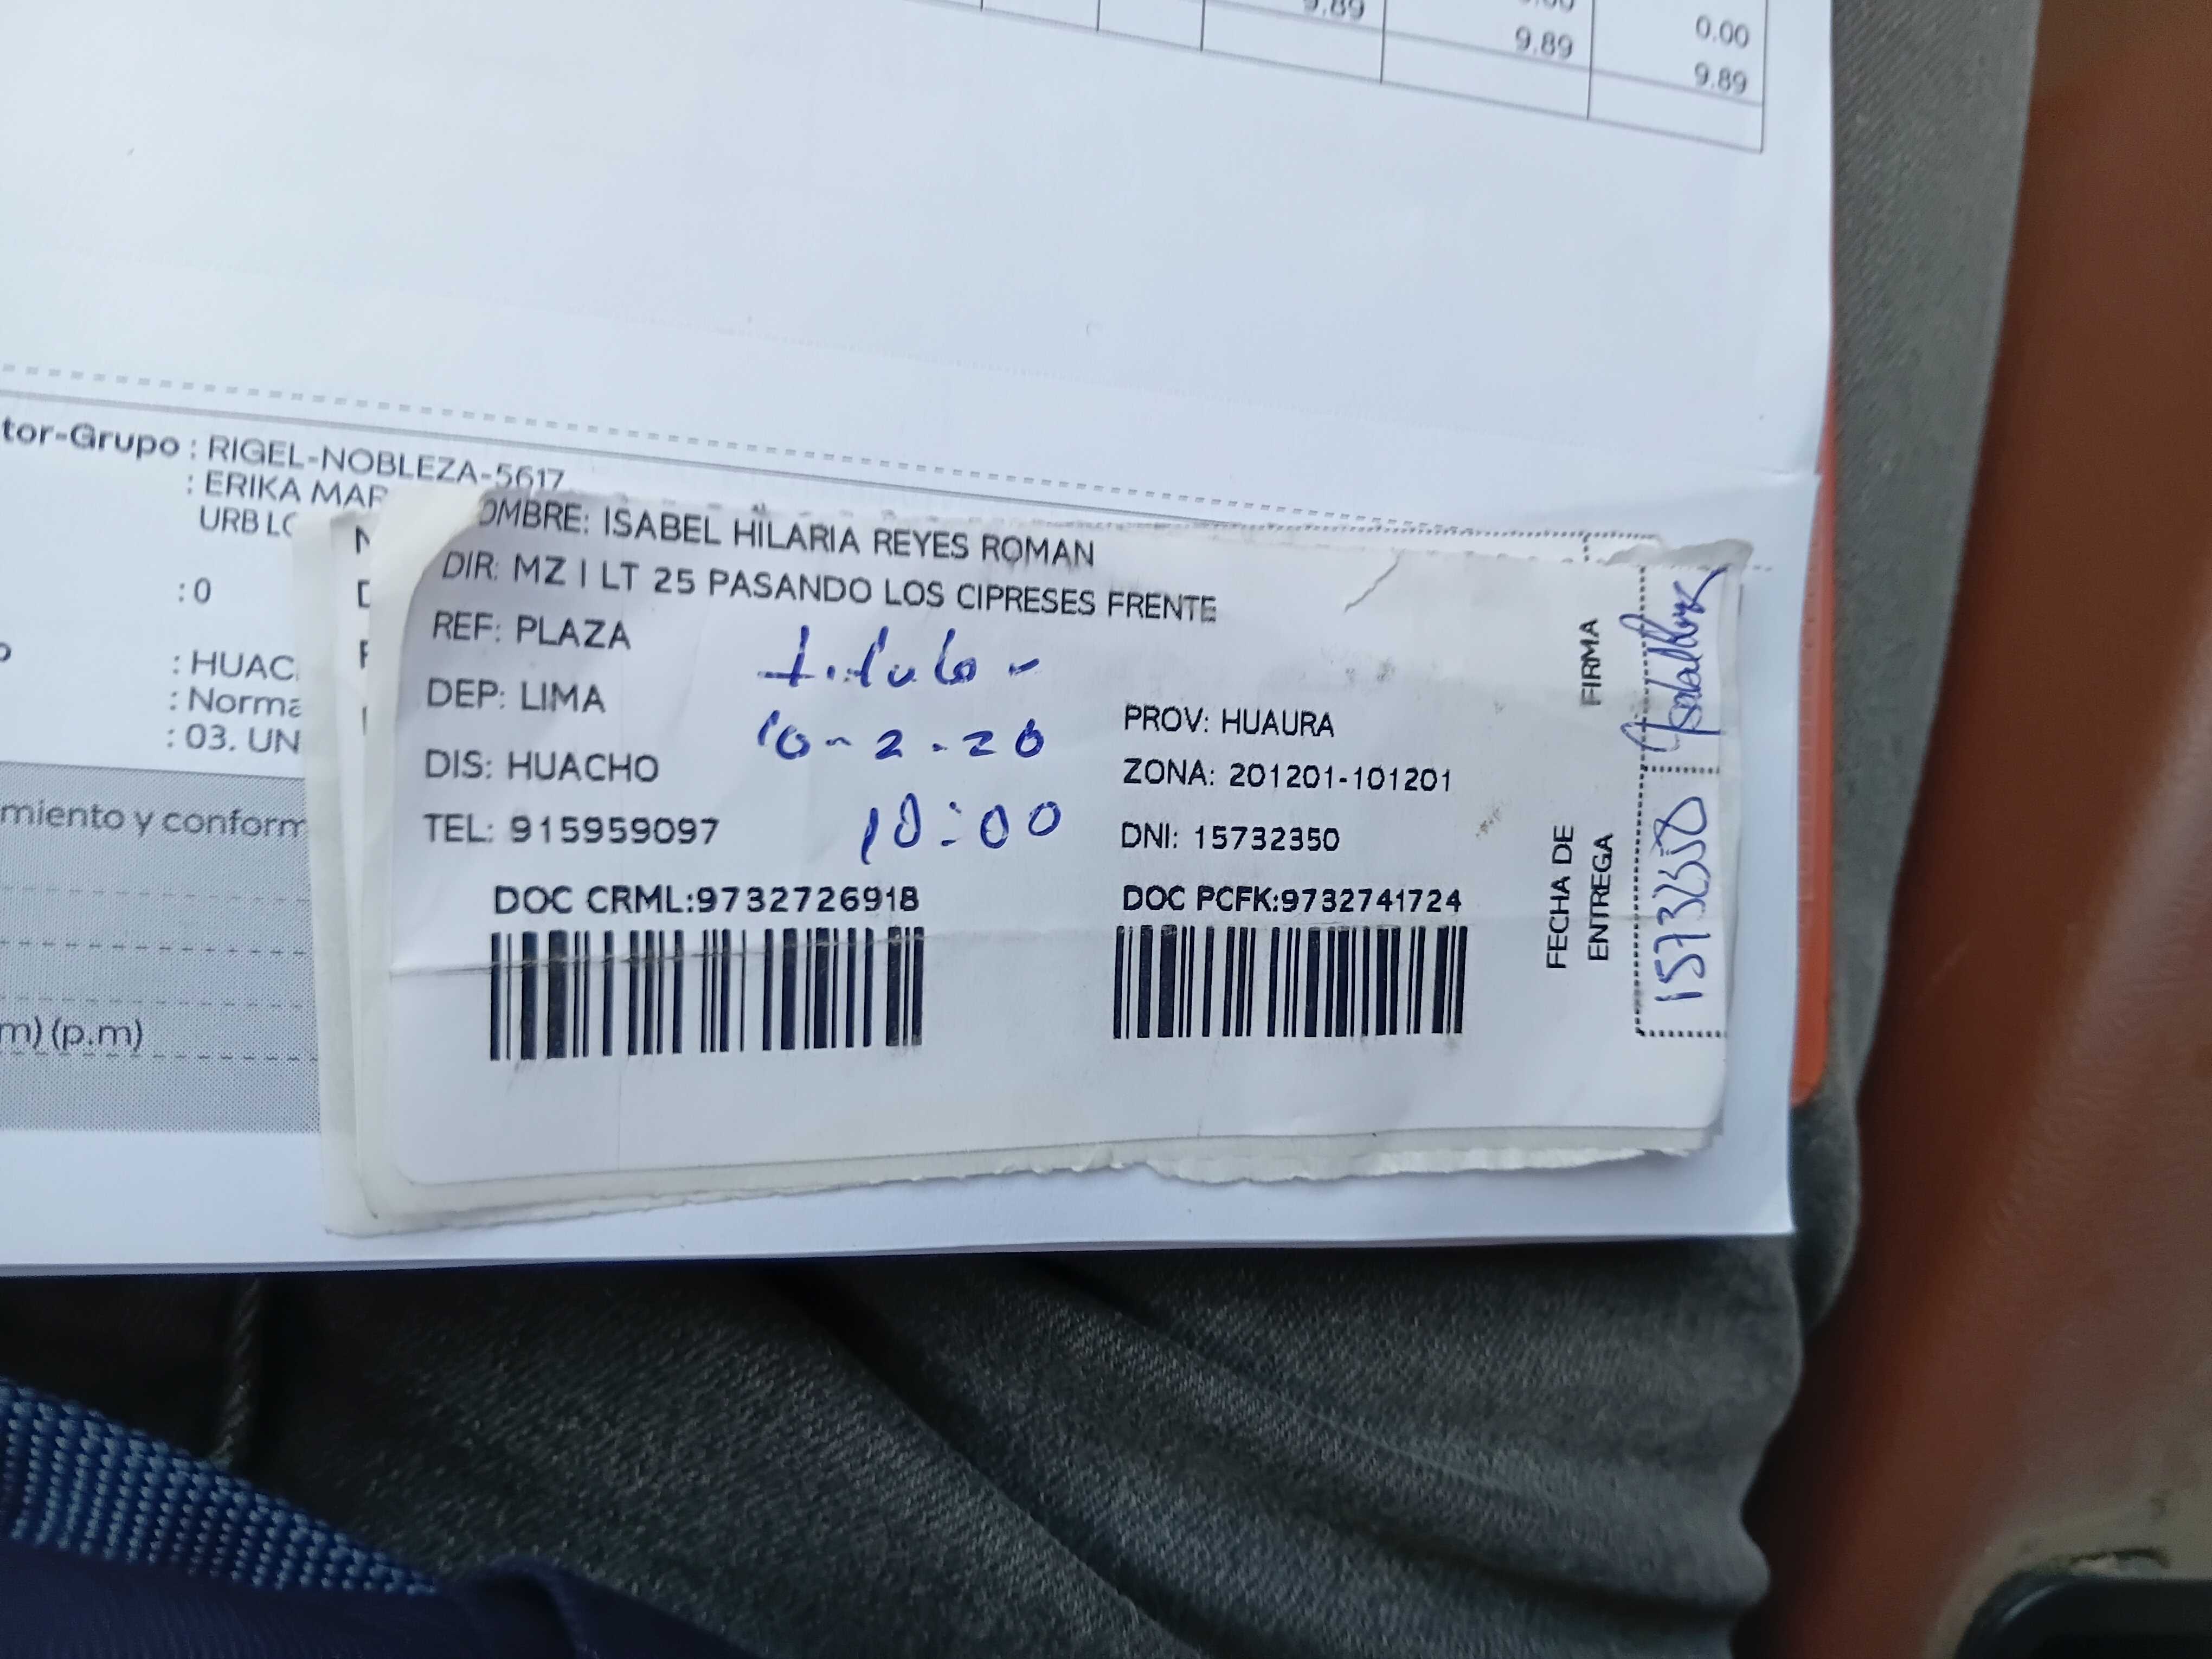 9.89
0.00
9.89
9.89
tor-Grupo : RIGEL-NOBLEZA-5617
: ERIKA MAR
URB LO
: 0
: HUAC
: Norma
: 03. UN
miento y conform
m) (p.m)
OMBRE: ISABEL HILARIA REYES ROMAN
DIR: MZ I LT 25 PASANDO LOS CIPRESES FRENTE
REF: PLAZA
titulo -
DEP: LIMA
PROV: HUAURA
10-2-20
DIS: HUACHO
ZONA: 201201-101201
TEL: 915959097
10:00
DNI: 15732350
DOC CRML:9732726918
DOC PCFK:9732741724
FIRMA
FECHA DE
ENTREGA
15732350